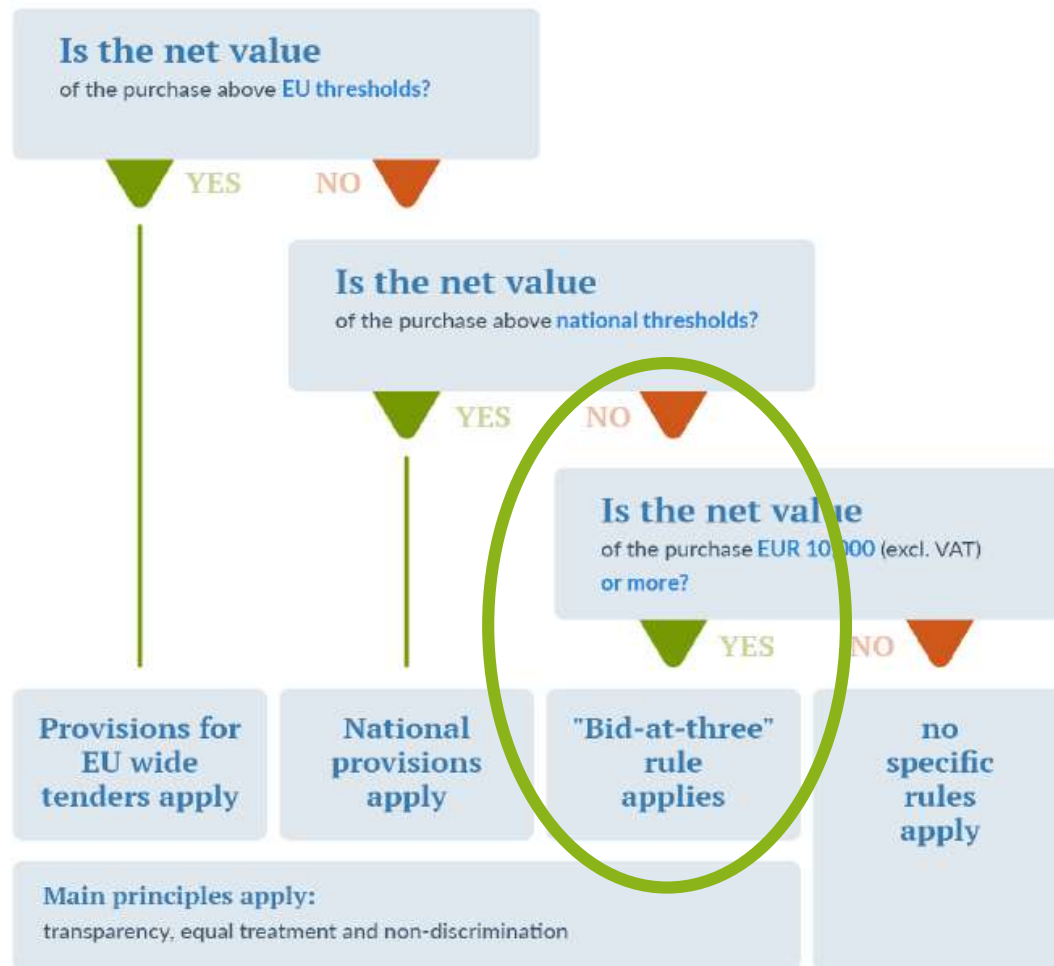 Is the net value
of the purchase above EU thresholds?
YES
NO
Is the net value
of the purchase above national thresholds?
YES
NO
Is the net value
of the purchase EUR 10,000 (excl. VAT)
or more?
YES
NO
Provisions for
EU wide
tenders apply
National
provisions
apply
"Bid-at-three"
rule
applies
no
specific
rules
apply
Main principles apply:
transparency, equal treatment and non-discrimination